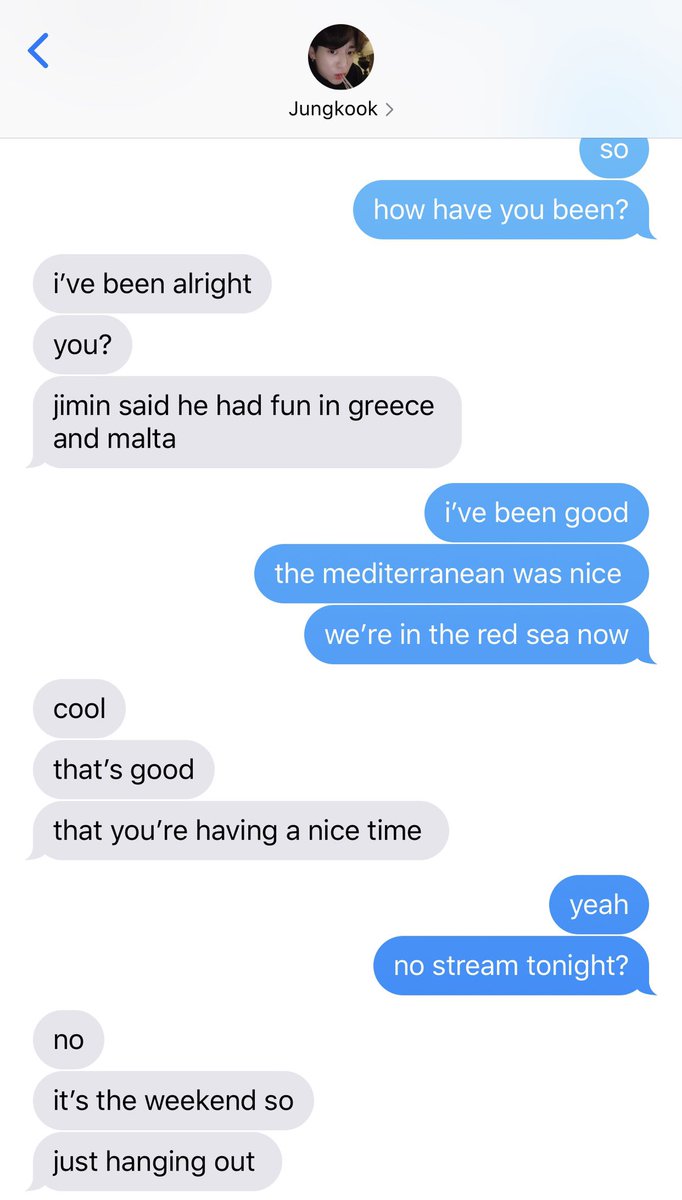 Jungkook
so
how have you been?
i’ve been alright
you?
jimin said he had fun in greece
and malta
i’ve been good
the mediterranean was nice
we’re in the red sea now
cool
that’s good
that you’re having a nice time
yeah
no stream tonight?
no
it’s the weekend so
just hanging out